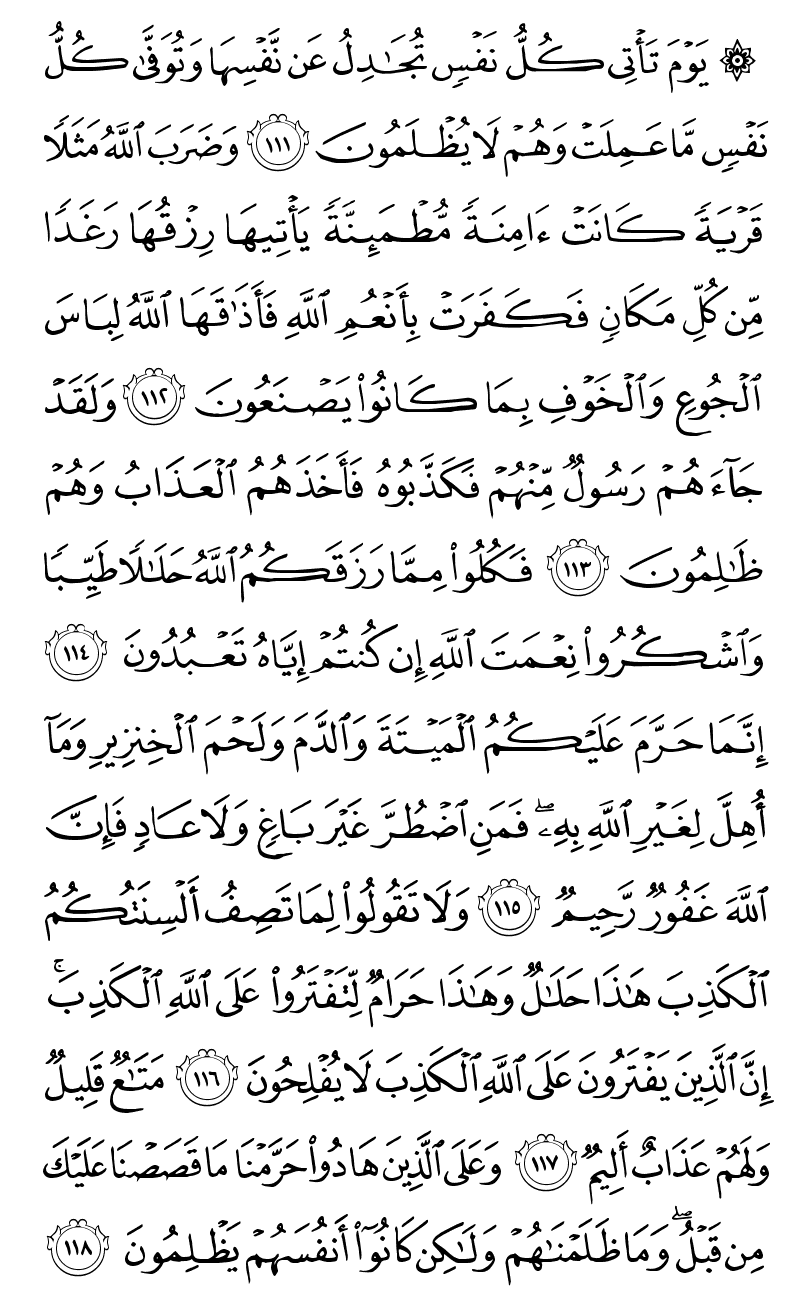 ۞ يَوۡمَ تَأۡتِي كُلُّ نَفۡسٖ تُجَٰدِلُ عَن نَّفۡسِهَا وَتُوَفَّىٰ كُلُّ
نَفۡسٖ مَّا عَمِلَتۡ وَهُمۡ لَا يُظۡلَمُونَ ١١١ وَضَرَبَ ٱللَّهُ مَثَلٗا
قَرۡيَةٗ كَانَتۡ ءَامِنَةٗ مُّطۡمَئِنَّةٗ يَأۡتِيهَا رِزۡقُهَا رَغَدٗا
مِّن كُلِّ مَكَانٖ فَكَفَرَتۡ بِأَنۡعُمِ ٱللَّهِ فَأَذَٰقَهَا ٱللَّهُ لِبَاسَ
ٱلۡجُوعِ وَٱلۡخَوۡفِ بِمَا كَانُواْ يَصۡنَعُونَ ١١٢ وَلَقَدۡ
جَآءَهُمۡ رَسُولٞ مِّنۡهُمۡ فَكَذَّبُوهُ فَأَخَذَهُمُ ٱلۡعَذَابُ وَهُمۡ
ظَٰلِمُونَ ١١٣ فَكُلُواْ مِمَّا رَزَقَكُمُ ٱللَّهُ حَلَٰلٗا طَيِّبٗا
وَٱشۡكُرُواْ نِعۡمَتَ ٱللَّهِ إِن كُنتُمۡ إِيَّاهُ تَعۡبُدُونَ ١١٤
إِنَّمَا حَرَّمَ عَلَيۡكُمُ ٱلۡمَيۡتَةَ وَٱلدَّمَ وَلَحۡمَ ٱلۡخِنزِيرِ وَمَآ
أُهِلَّ لِغَيۡرِ ٱللَّهِ بِهِۦۖ فَمَنِ ٱضۡطُرَّ غَيۡرَ بَاغٖ وَلَا عَادٖ فَإِنَّ
ٱللَّهَ غَفُورٞ رَّحِيمٞ ١١٥ وَلَا تَقُولُواْ لِمَا تَصِفُ أَلۡسِنَتُكُمُ
ٱلۡكَذِبَ هَٰذَا حَلَٰلٞ وَهَٰذَا حَرَامٞ لِّتَفۡتَرُواْ عَلَى ٱللَّهِ ٱلۡكَذِبَۚ
إِنَّ ٱلَّذِينَ يَفۡتَرُونَ عَلَى ٱللَّهِ ٱلۡكَذِبَ لَا يُفۡلِحُونَ ١١٦ مَتَٰعٞ قَلِيلٞ
وَلَهُمۡ عَذَابٌ أَلِيمٞ ١١٧ وَعَلَى ٱلَّذِينَ هَادُواْ حَرَّمۡنَا مَا قَصَصۡنَا عَلَيۡكَ
مِن قَبۡلُۖ وَمَا ظَلَمۡنَٰهُمۡ وَلَٰكِن كَانُوٓاْ أَنفُسَهُمۡ يَظۡلِمُونَ ١١٨